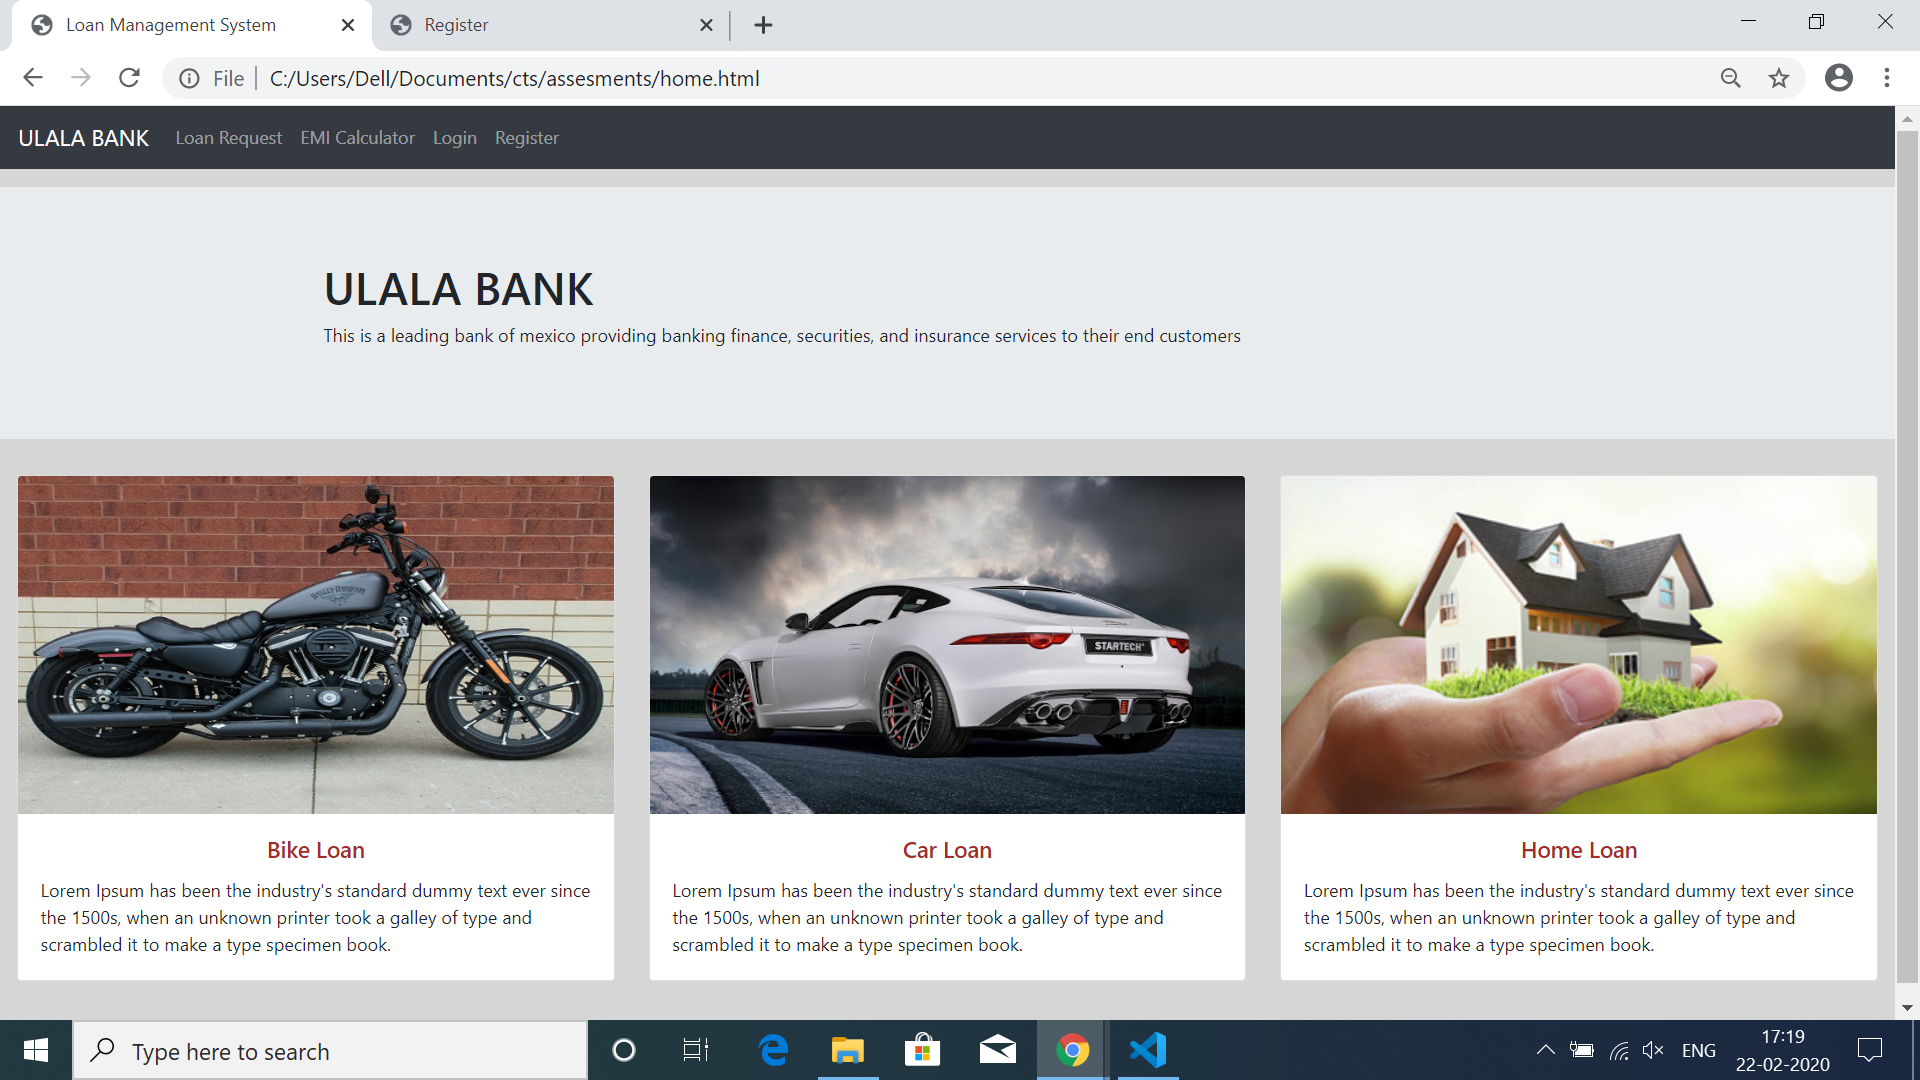 Loan Management System
Register
File
C:/Users/Dell/Documents/cts/assesments/home.html
ULALA BANK
Loan Request
EMI Calculator
Login
Register
ULALA BANK
This is a leading bank of mexico providing banking finance, securities, and insurance services to their end customers
HARLEY-DAVIDSON
STARTECH
Bike Loan
Lorem Ipsum has been the industry's standard dummy text ever since
the 1500s, when an unknown printer took a galley of type and
scrambled it to make a type specimen book.
Car Loan
Lorem Ipsum has been the industry's standard dummy text ever since
the 1500s, when an unknown printer took a galley of type and
scrambled it to make a type specimen book.
Home Loan
Lorem Ipsum has been the industry's standard dummy text ever since
the 1500s, when an unknown printer took a galley of type and
scrambled it to make a type specimen book.
Type here to search
ENG
17:19
22-02-2020